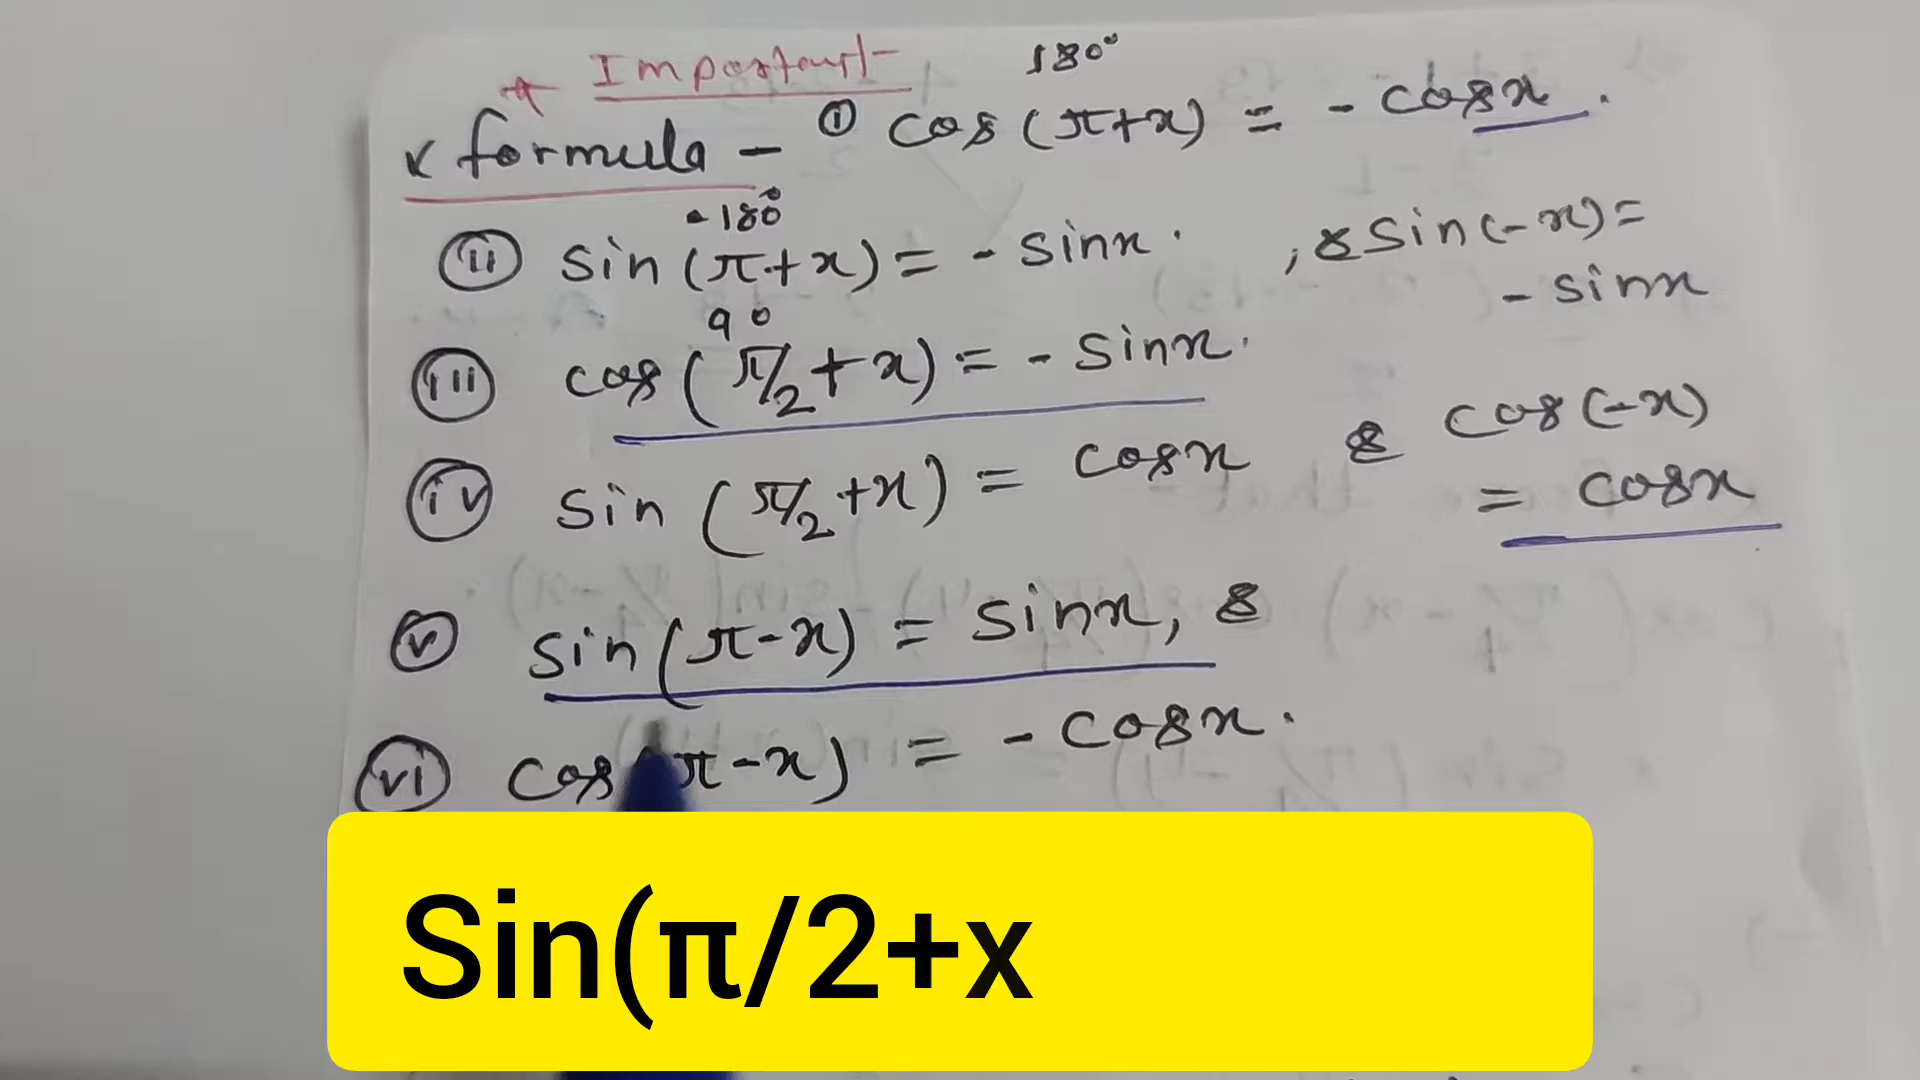 * Important
180°
✓ formula - (i) cos(π+x) = - cosx.
-180°
(ii) sin(π+x) = - sinx. , & sin(-x) =
- sinx
90
(iii) cos(π/2+x) = - sinx.
(iv) sin(π/2+x) = cosx & cos(-x)
= cosx
(v) sin(π-x) = sinx, &
(vi) cos(π-x) = - cosx.
Sin(π/2+x